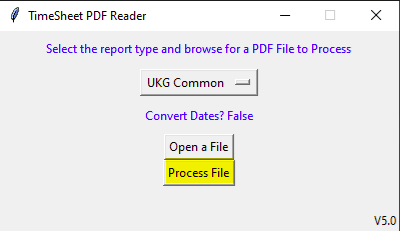 TimeSheet PDF Reader
Select the report type and browse for a PDF File to Process
UKG Common
Convert Dates? False
Open a File
Process File
V5.0